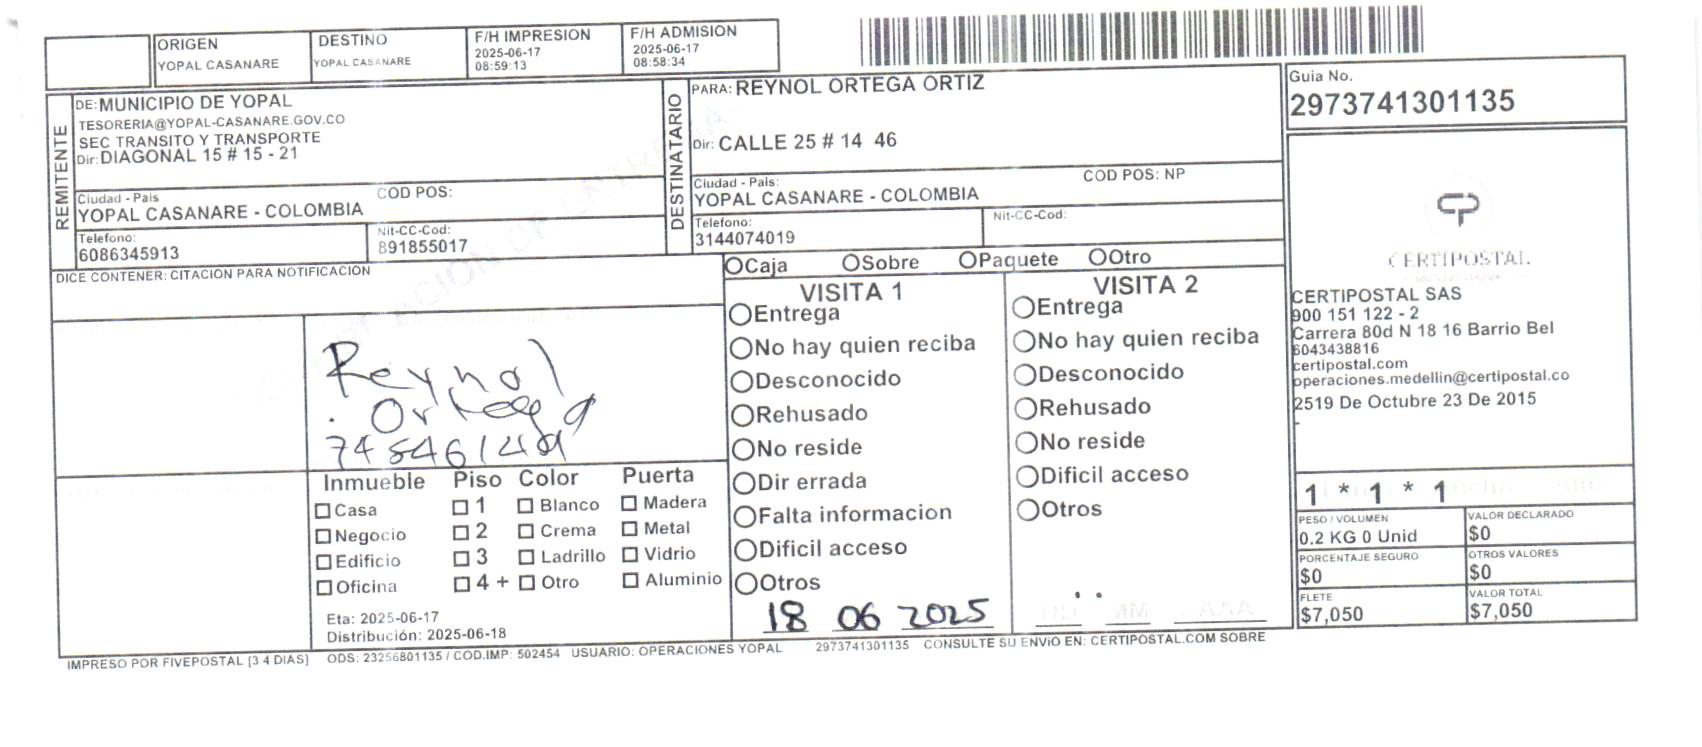 ORIGEN
YOPAL CASANARE
DESTINO
YOPAL CASANARE
F/H IMPRESION
2025-06-17
08:59:13
F/H ADMISION
2025-06-17
08:58:34
REMITENTE
DE: MUNICIPIO DE YOPAL
TESORERIA@YOPAL-CASANARE.GOV.CO
SEC TRANSITO Y TRANSPORTE
Dir: DIAGONAL 15 # 15 - 21
Ciudad - Pais
COD POS:
YOPAL CASANARE - COLOMBIA
Telefono:
6086345913
Nit-CC-Cod:
891855017
DESTINATARIO
PARA: REYNOL ORTEGA ORTIZ
Dir: CALLE 25 # 14 46
Ciudad - Pais:
COD POS: NP
YOPAL CASANARE - COLOMBIA
Telefono:
3144074019
Nit-CC-Cod:
Guia No.
2973741301135
CERTIPOSTAL
CERTIPOSTAL SAS
900 151 122 - 2
Carrera 80d N 18 16 Barrio Bel
6043438816
certipostal.com
operaciones.medellin@certipostal.co
2519 De Octubre 23 De 2015
-
DICE CONTENER: CITACION PARA NOTIFICACION
Caja Sobre Paquete Otro
Reynol
Ortega
Inmueble
Casa
Negocio
Edificio
Oficina
Piso
1
2
3
4 +
Color
Blanco
Crema
Ladrillo
Otro
Puerta
Madera
Metal
Vidrio
Aluminio
Eta: 2025-06-17
Distribución: 2025-06-18
VISITA 1
Entrega
No hay quien reciba
Desconocido
Rehusado
No reside
Dir errada
Falta informacion
Dificil acceso
Otros
18 06 2025
VISITA 2
Entrega
No hay quien reciba
Desconocido
Rehusado
No reside
Dificil acceso
Otros
DD MM AAAA
1 * 1 * 1
PESO / VOLUMEN
0.2 KG 0 Unid
VALOR DECLARADO
$0
PORCENTAJE SEGURO
$0
OTROS VALORES
$0
FLETE
$7,050
VALOR TOTAL
$7,050
IMPRESO POR FIVEPOSTAL [3 4 DIAS] ODS: 23256801135 / COD.IMP: 502454 USUARIO: OPERACIONES YOPAL 2973741301135 CONSULTE SU ENVIO EN: CERTIPOSTAL.COM SOBRE